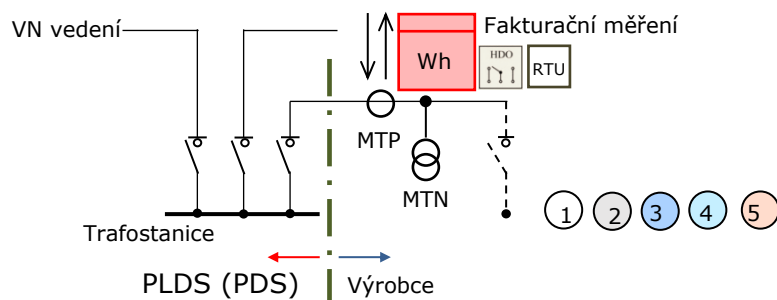 VN vedení
Fakturační měření
Wh
HDO
RTU
MTP
MTN
Trafostanice
1 2 3 4 5
PLDS (PDS)
Výrobce